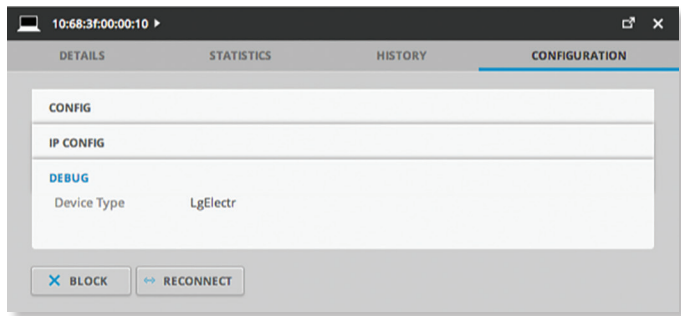 10:68:3f:00:00:10
DETAILS STATISTICS HISTORY CONFIGURATION
CONFIG
IP CONFIG
DEBUG
Device Type LgElectr
BLOCK RECONNECT